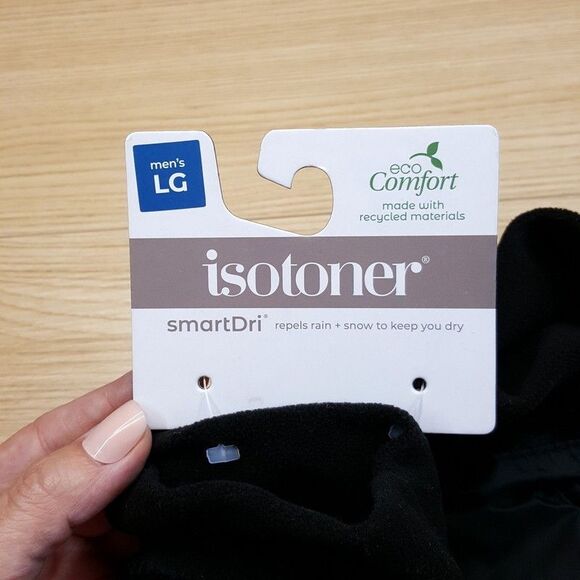 men's
LG
eco
Comfort
made with
recycled materials
isotoner®
smartDri® repels rain + snow to keep you dry